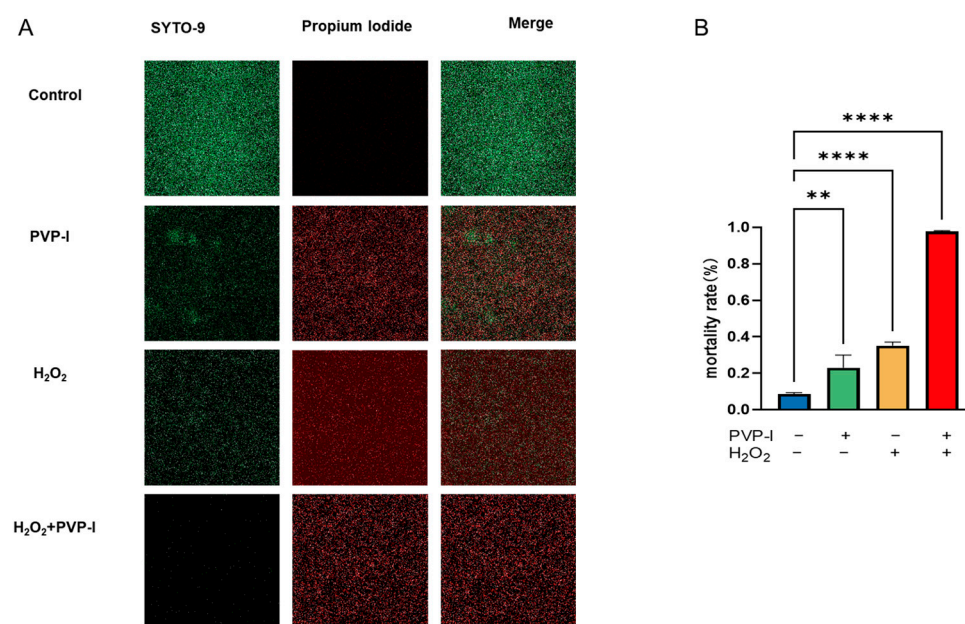 A
SYTO-9 Propium Iodide Merge
Control
PVP-I
H₂O₂
H₂O₂+PVP-I
B
****
****
**
mortality rate(%)
1.0
0.8
0.6
0.4
0.2
0.0
PVP-I − + − +
H₂O₂ − − + +